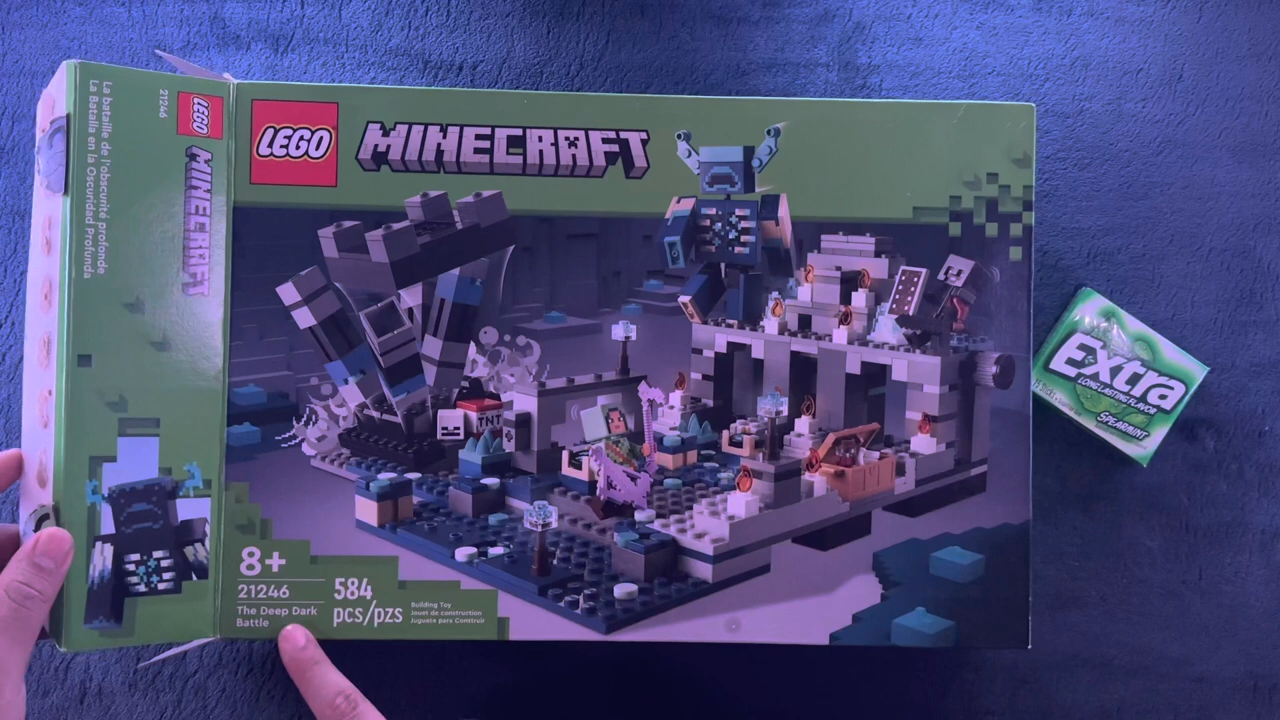 La bataille de l'obscurité profonde
La Batalla en la Oscuridad Profunda
21246
LEGO
MINECRAFT
LEGO
MINECRAFT
TNT
8+
21246
The Deep Dark
Battle
584
pcs/pzs
Building Toy
Jouet de construction
Juguete para Construir
Extra
LONG LASTING FLAVOR
SPEARMINT